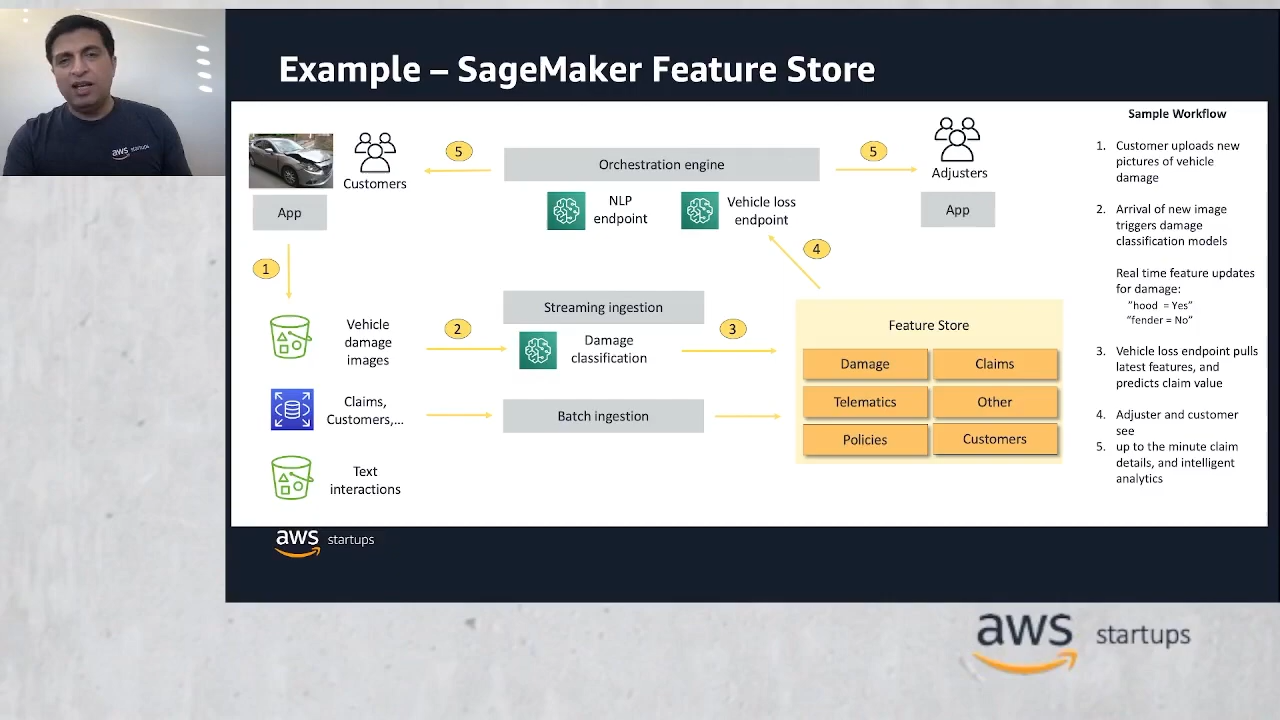 Example – SageMaker Feature Store
aws
startups
5
Orchestration engine
5
Customers
Adjusters
App
App
NLP
endpoint
Vehicle loss
endpoint
1
4
Vehicle
damage
images
2
Streaming ingestion
Damage
classification
3
Feature Store
Damage
Claims
Telematics
Other
Policies
Customers
Claims,
Customers,...
Batch ingestion
Text
interactions
Sample Workflow
1. Customer uploads new
pictures of vehicle
damage
2. Arrival of new image
triggers damage
classification models
Real time feature updates
for damage:
“hood = Yes”
“fender = No”
3. Vehicle loss endpoint pulls
latest features, and
predicts claim value
4. Adjuster and customer
see
5. up to the minute claim
details, and intelligent
analytics
aws startups
aws startups